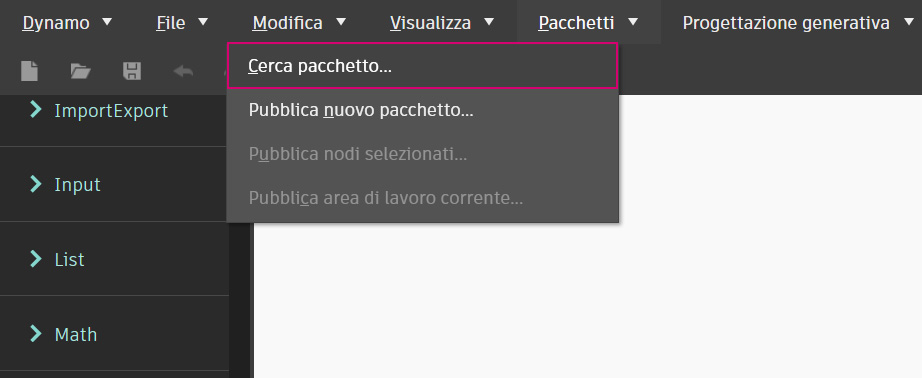 Dynamo File Modifica Visualizza Pacchetti Progettazione generativa
Cerca pacchetto...
ImportExport
Pubblica nuovo pacchetto...
Pubblica nodi selezionati...
Input
Pubblica area di lavoro corrente...
List
Math